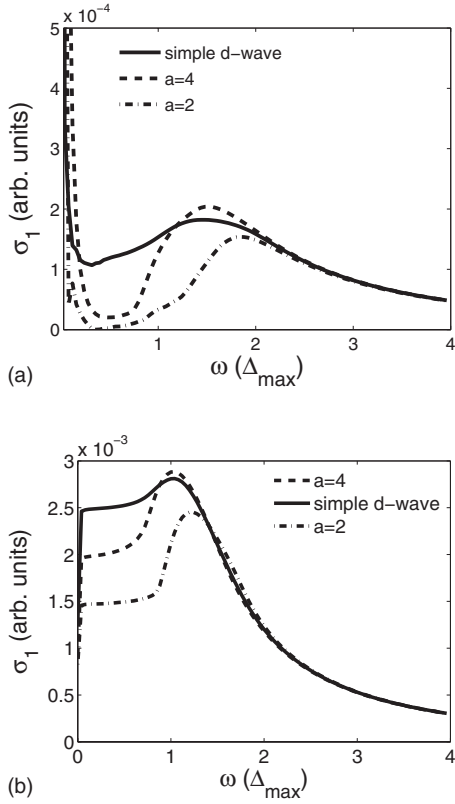 x 10⁻⁴
5
4
3
2
1
0
simple d-wave
a=4
a=2
σ₁ (arb. units)
0 1 2 3 4
ω (Δmax)
(a)
x 10⁻³
3
2.5
2
1.5
1
0.5
0
a=4
simple d-wave
a=2
σ₁ (arb. units)
0 1 2 3 4
ω (Δmax)
(b)